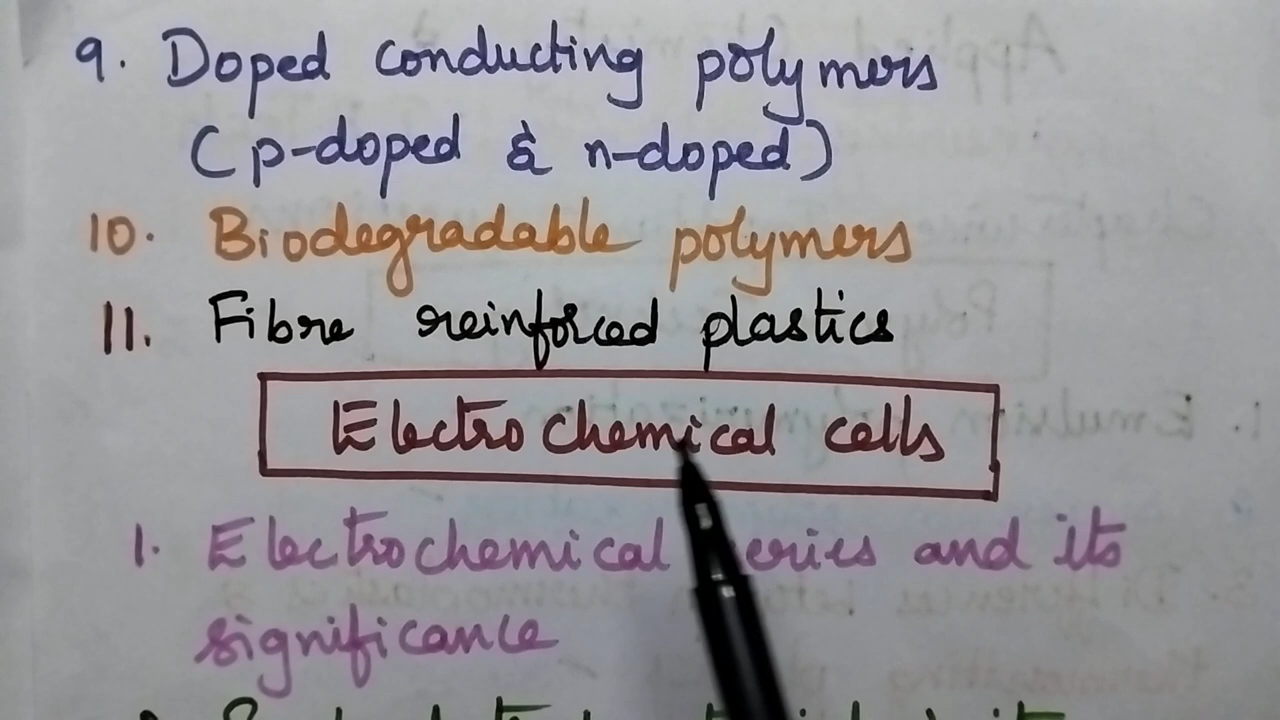 9. Doped conducting polymers
(p-doped & n-doped)
10. Biodegradable polymers
11. Fibre reinforced plastics
Electrochemical cells
1. Electrochemical series and its
significance